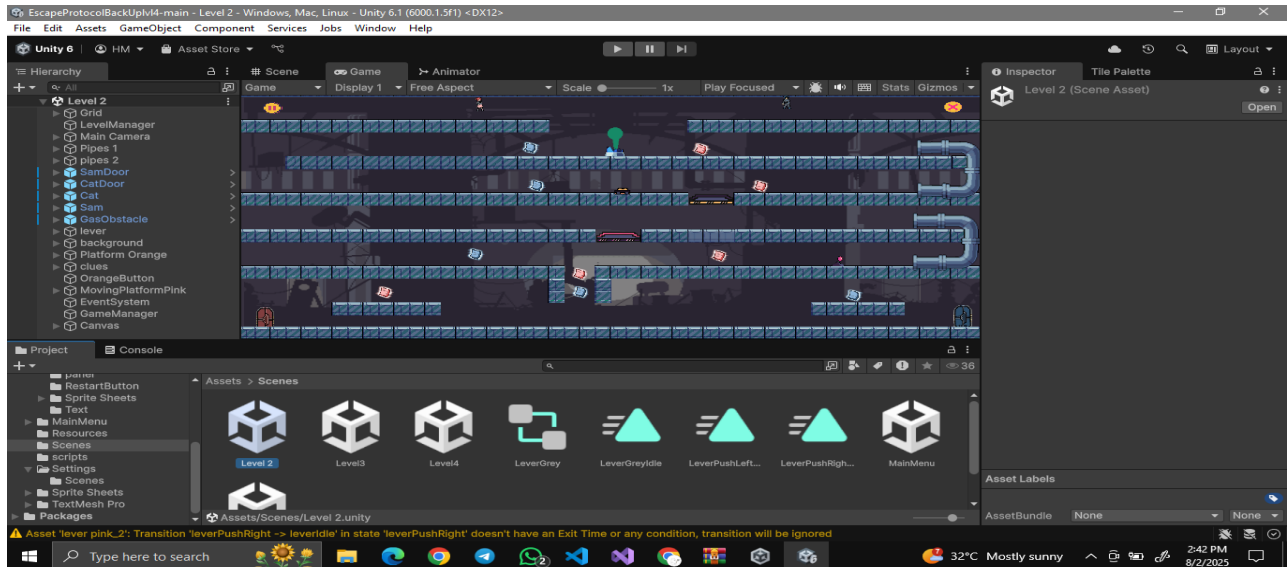 EscapeProtocolBackUplvl4-main - Level 2 - Windows, Mac, Linux - Unity 6.1 (6000.1.5f1) <DX12>
File Edit Assets GameObject Component Services Jobs Window Help
Unity 6 HM Asset Store Layout
Hierarchy # Scene Game Animator Inspector Tile Palette
All Game Display 1 Free Aspect Scale 1x Play Focused Stats Gizmos
Level 2 (Scene Asset)
Open
Level 2
Grid
LevelManager
Main Camera
Pipes 1
pipes 2
SamDoor
CatDoor
Cat
Sam
GasObstacle
lever
background
Platform Orange
clues
OrangeButton
MovingPlatformPink
EventSystem
GameManager
Canvas
Project Console
36
panel
RestartButton
Sprite Sheets
Text
MainMenu
Resources
Scenes
scripts
Settings
Scenes
Sprite Sheets
TextMesh Pro
Packages
Assets > Scenes
Level 2 Level3 Level4 LeverGrey LeverGreyIdle LeverPushLeft... LeverPushRigh... MainMenu
Assets/Scenes/Level 2.unity
Asset Labels
AssetBundle None None
Asset 'lever pink_2': Transition 'leverPushRight -> leverIdle' in state 'leverPushRight' doesn't have an Exit Time or any condition, transition will be ignored
Type here to search
2
32°C Mostly sunny
2:42 PM
8/2/2025